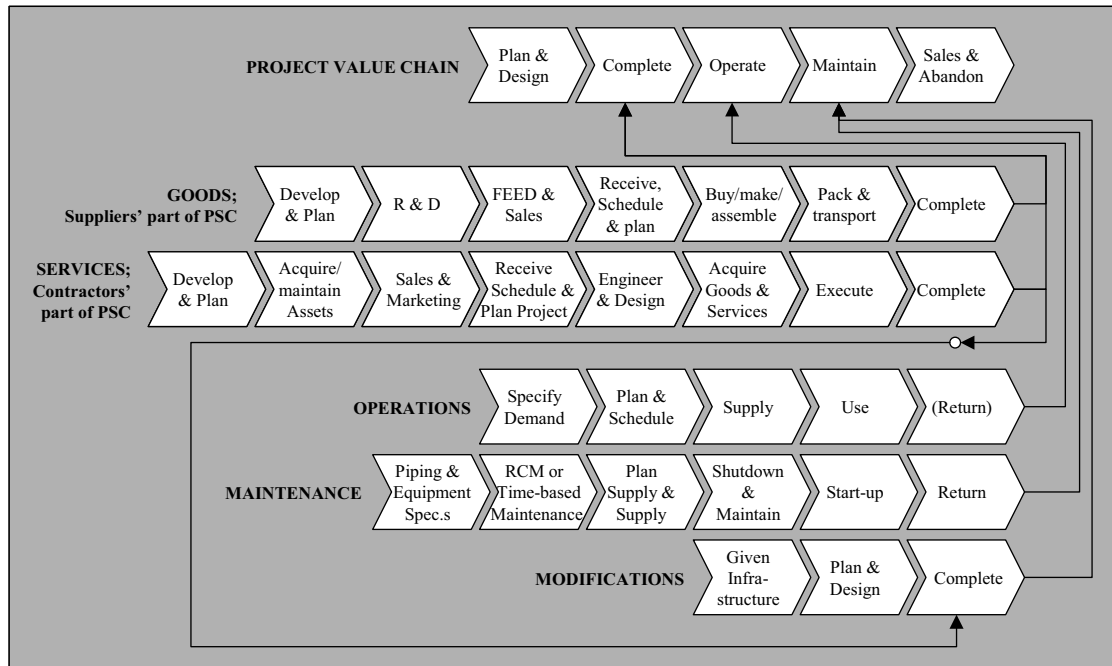 PROJECT VALUE CHAIN
Plan &
Design
Complete
Operate
Maintain
Sales &
Abandon
GOODS;
Suppliers’ part of PSC
Develop
& Plan
R & D
FEED &
Sales
Receive,
Schedule
& plan
Buy/make/
assemble
Pack &
transport
Complete
SERVICES;
Contractors’
part of PSC
Develop
& Plan
Acquire/
maintain
Assets
Sales &
Marketing
Receive
Schedule &
Plan Project
Engineer
& Design
Acquire
Goods &
Services
Execute
Complete
OPERATIONS
Specify
Demand
Plan &
Schedule
Supply
Use
(Return)
MAINTENANCE
Piping &
Equipment
Spec.s
RCM or
Time-based
Maintenance
Plan
Supply &
Supply
Shutdown
&
Maintain
Start-up
Return
MODIFICATIONS
Given
Infra-
structure
Plan &
Design
Complete